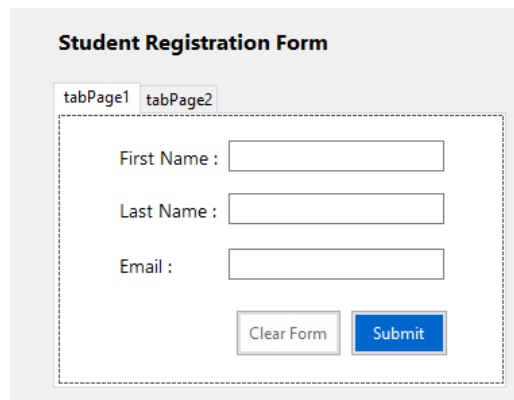 Student Registration Form
tabPage1 tabPage2
First Name :
Last Name :
Email :
Clear Form Submit